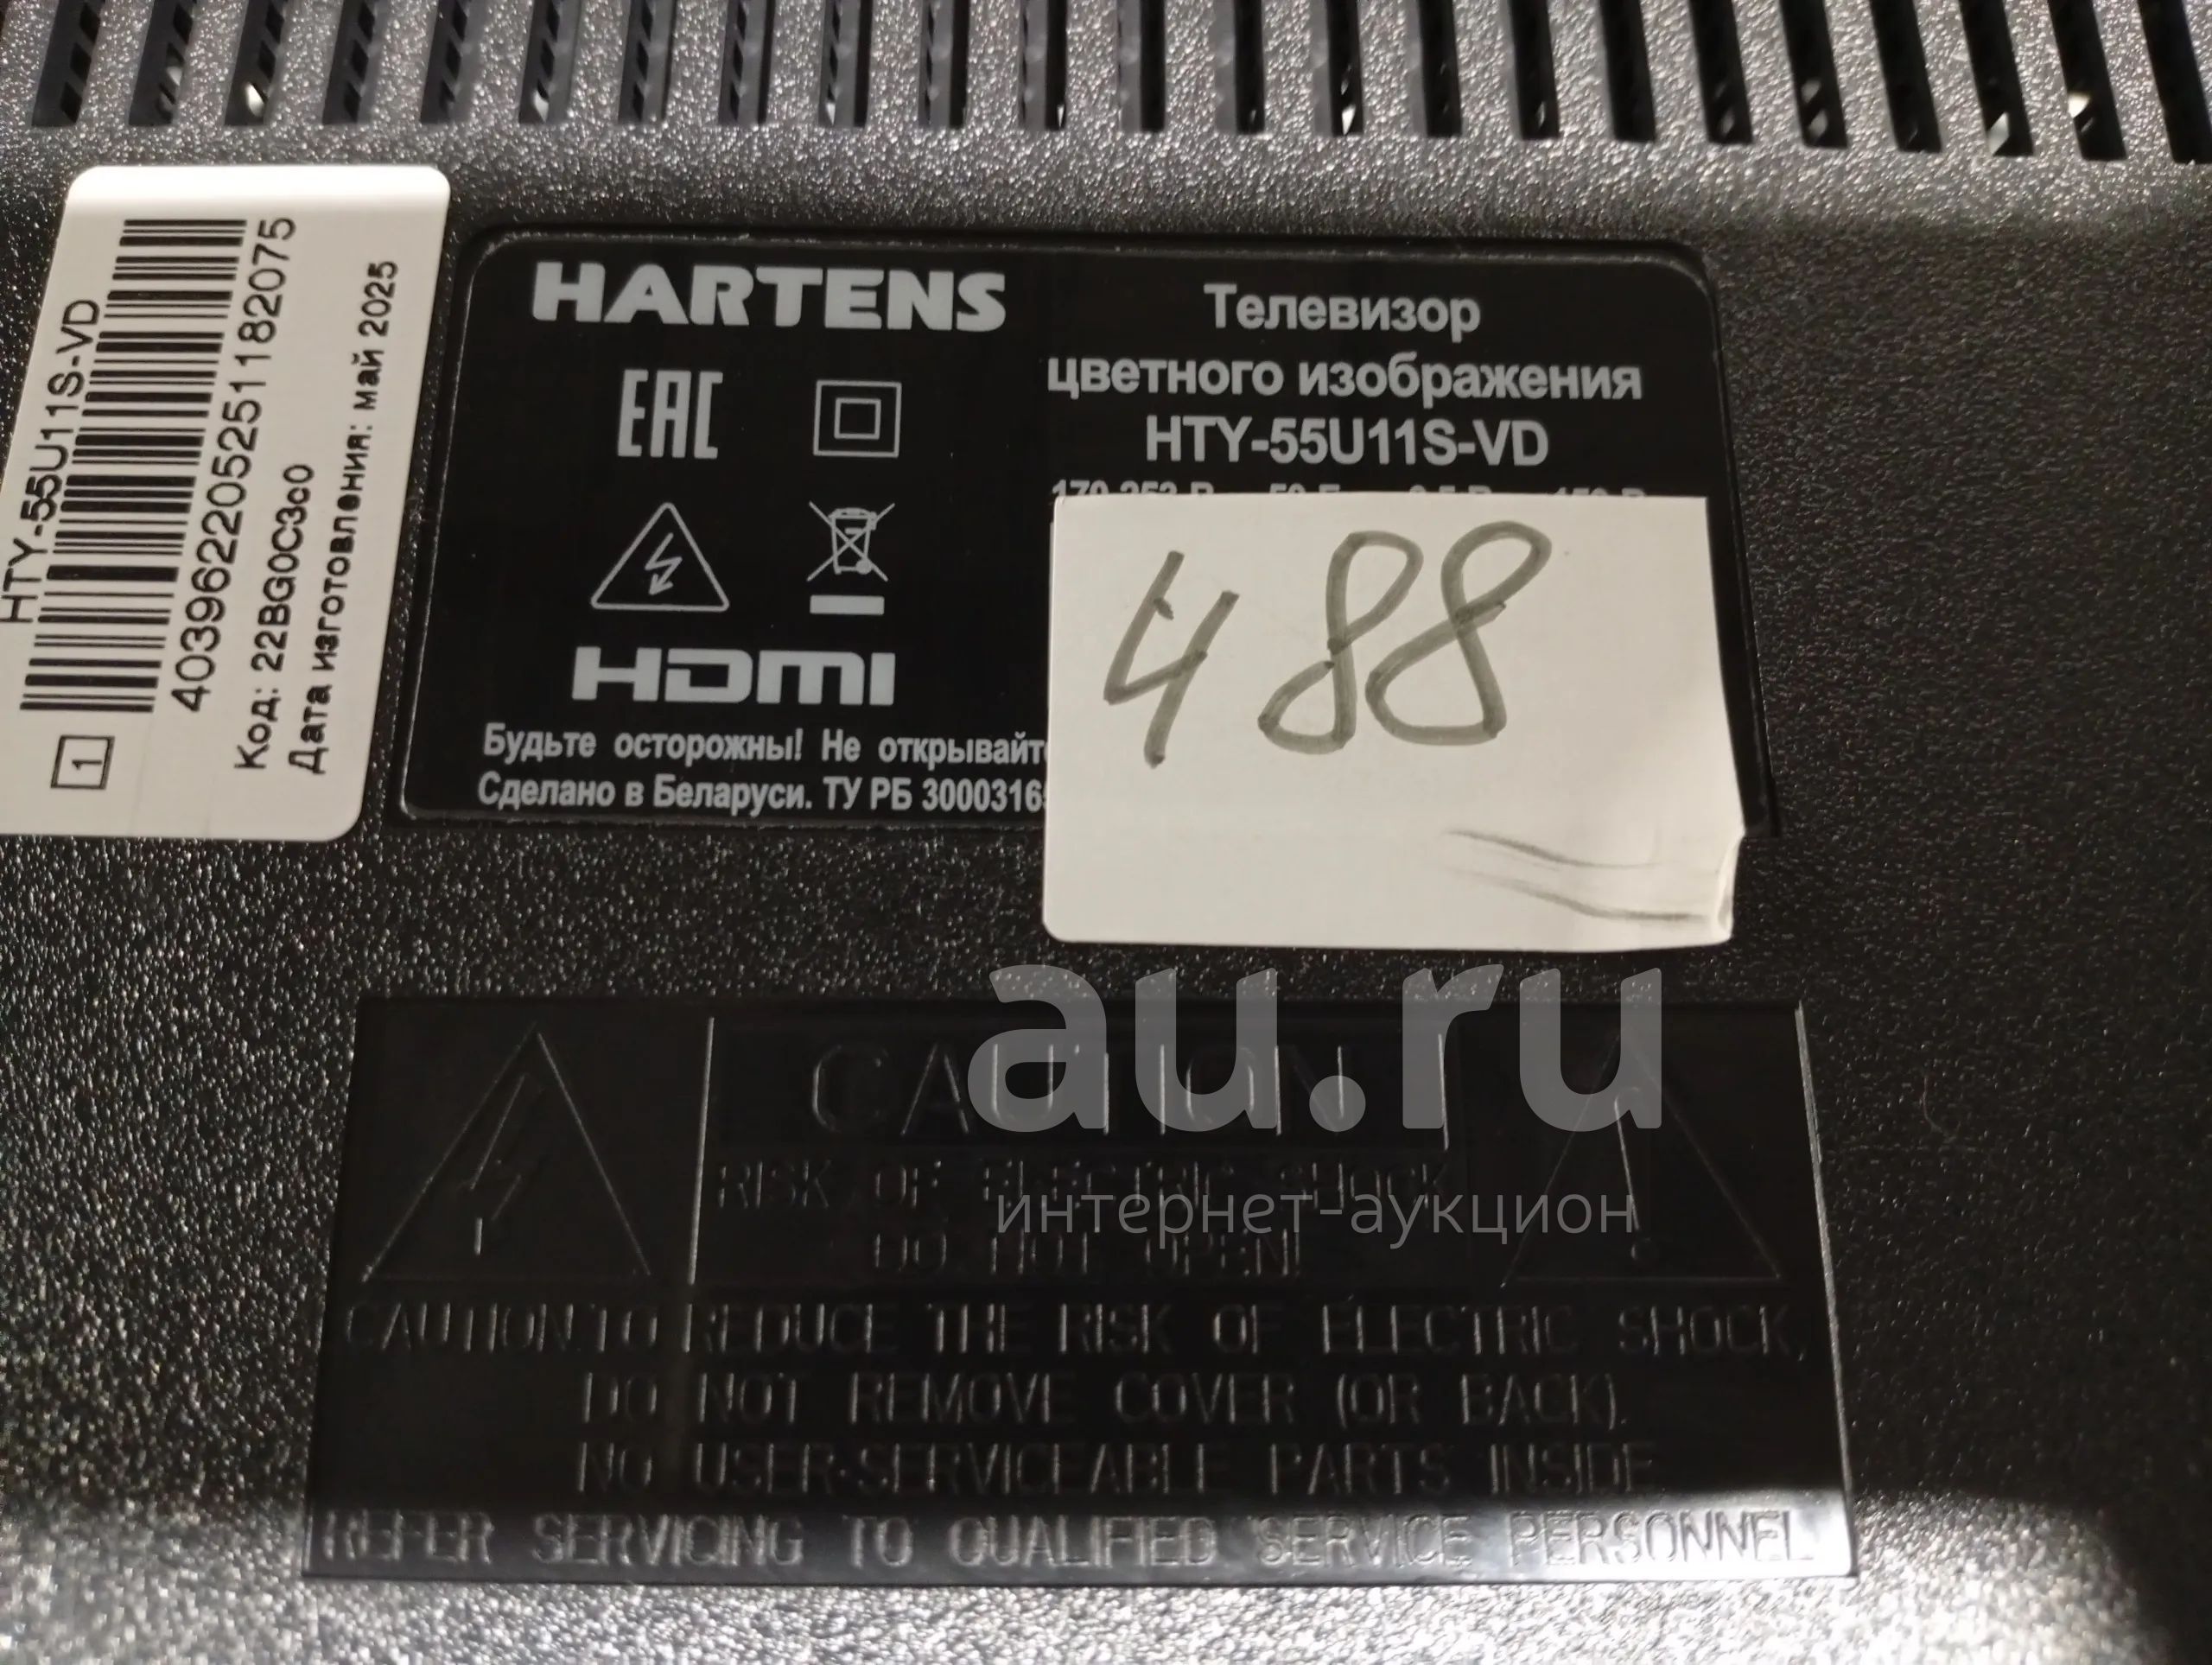 HTY-55U11S-VD
403962205251182075
Код: 22BG0C3c0
Дата изготовления: май 2025
1
HARTENS
EAC
HDMI
Телевизор
цветного изображения
HTY-55U11S-VD
Будьте осторожны! Не
Сделано в Беларуси. ТУ РБ
488
au.ru
интернет-аукцион
CAUTION
RISK OF ELECTRIC SHOCK
DO NOT OPEN!
CAUTION TO REDUCE THE RISK OF ELECTRIC SHOCK,
DO NOT REMOVE COVER (OR BACK).
NO USER-SERVICEABLE PARTS INSIDE
REFER SERVICING TO QUALIFIED SERVICE PERSONNEL